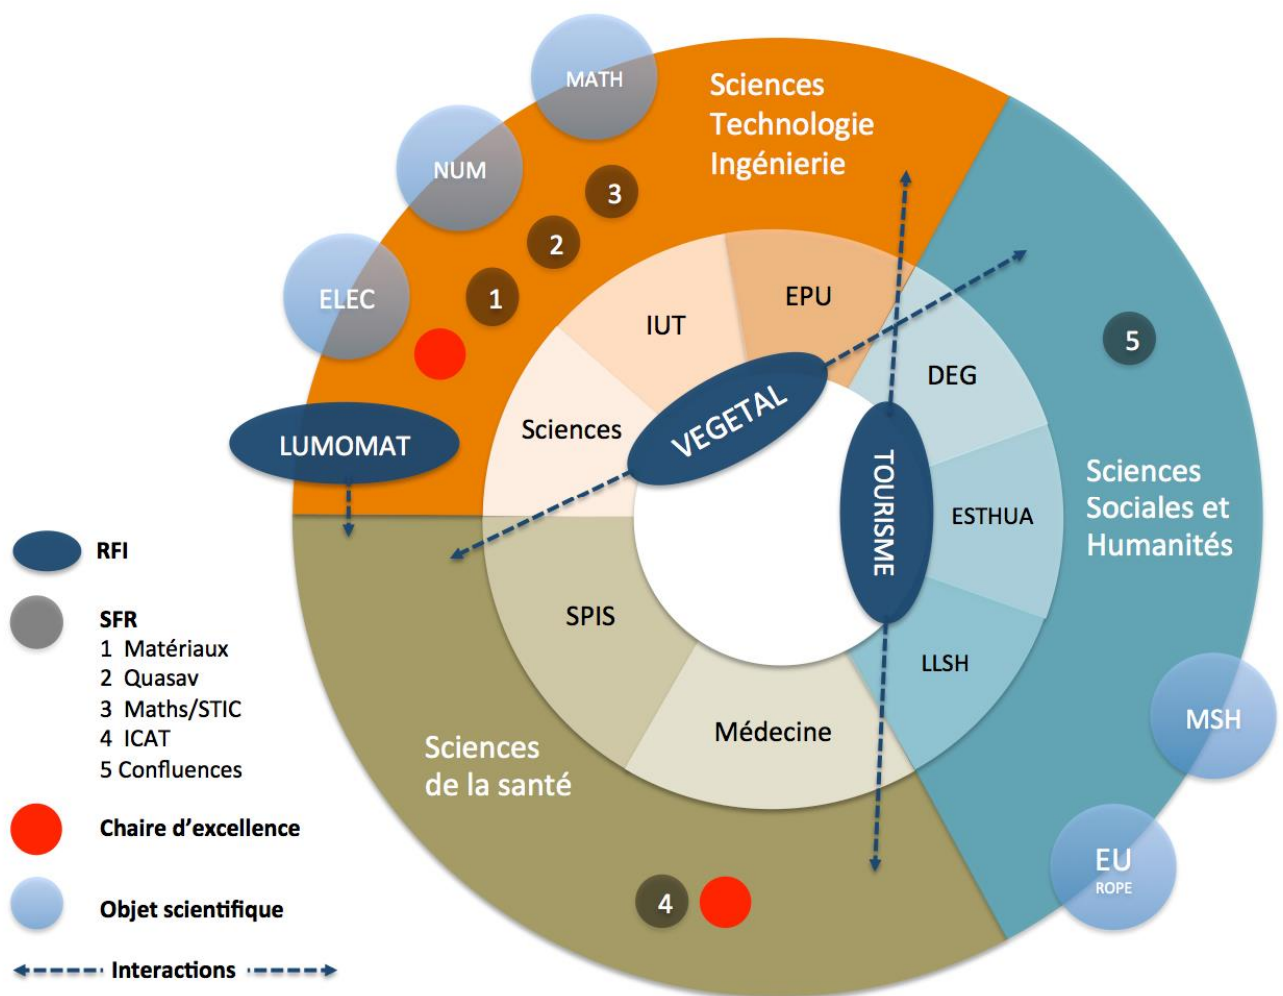 MATH
Sciences
Technologie
Ingénierie
NUM
3
2
ELEC
1
EPU
IUT
5
DEG
VEGETAL
Sciences
LUMOMAT
TOURISME
Sciences
Sociales et
Humanités
ESTHUA
RFI
SFR
1 Matériaux
2 Quasav
3 Maths/STIC
4 ICAT
5 Confluences
SPIS
LLSH
MSH
Médecine
Sciences
de la santé
Chaire d’excellence
EU
ROPE
4
Objet scientifique
Interactions